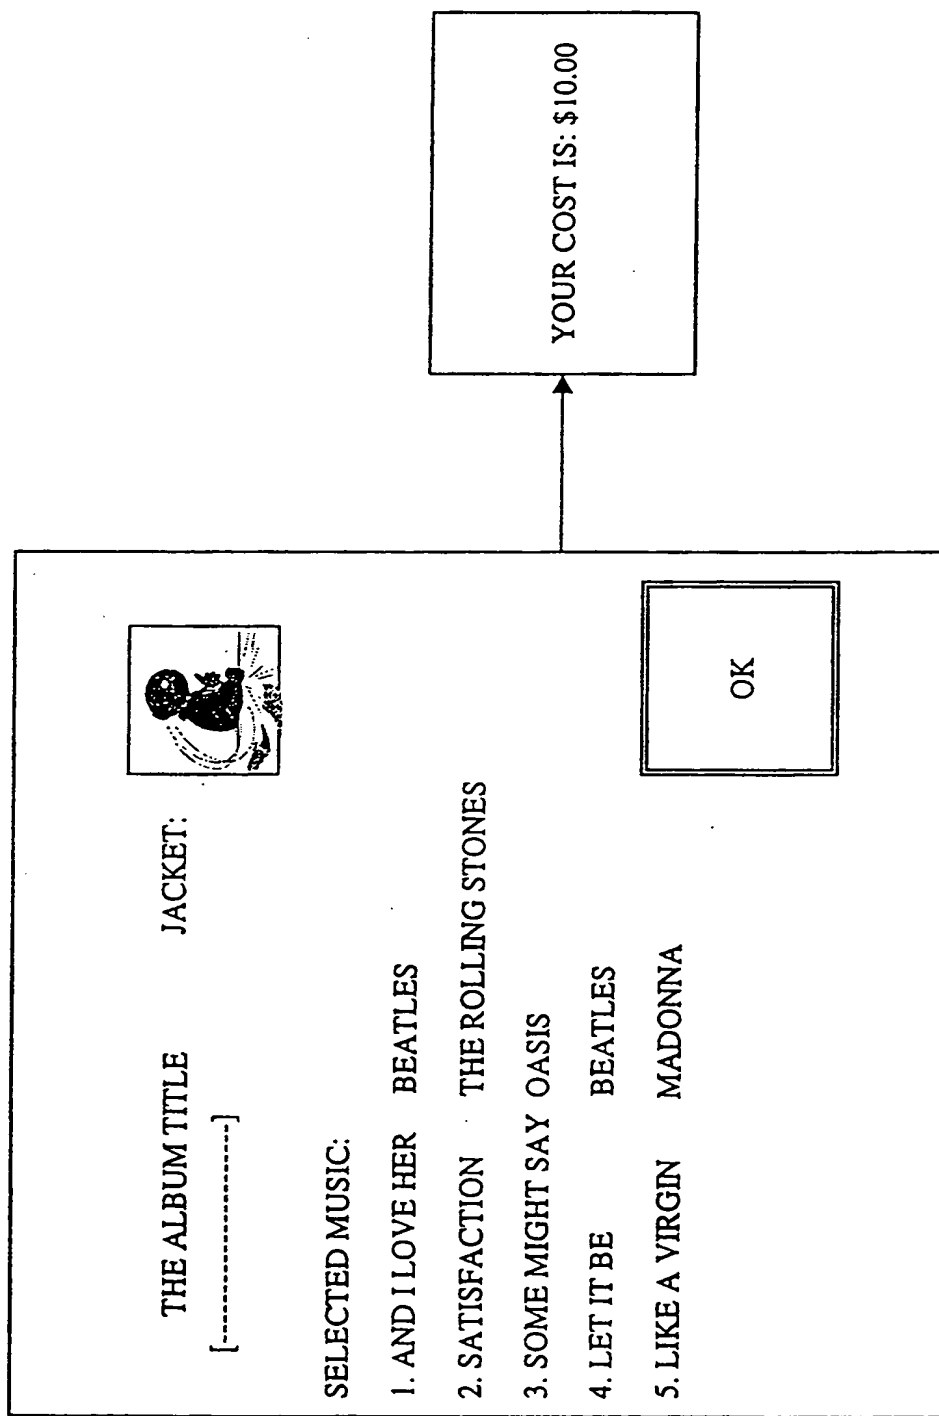 THE ALBUM TITLE JACKET:
[--------------------]
SELECTED MUSIC:
1. AND I LOVE HER BEATLES
2. SATISFACTION THE ROLLING STONES
3. SOME MIGHT SAY OASIS
4. LET IT BE BEATLES
5. LIKE A VIRGIN MADONNA
OK
YOUR COST IS: $10.00